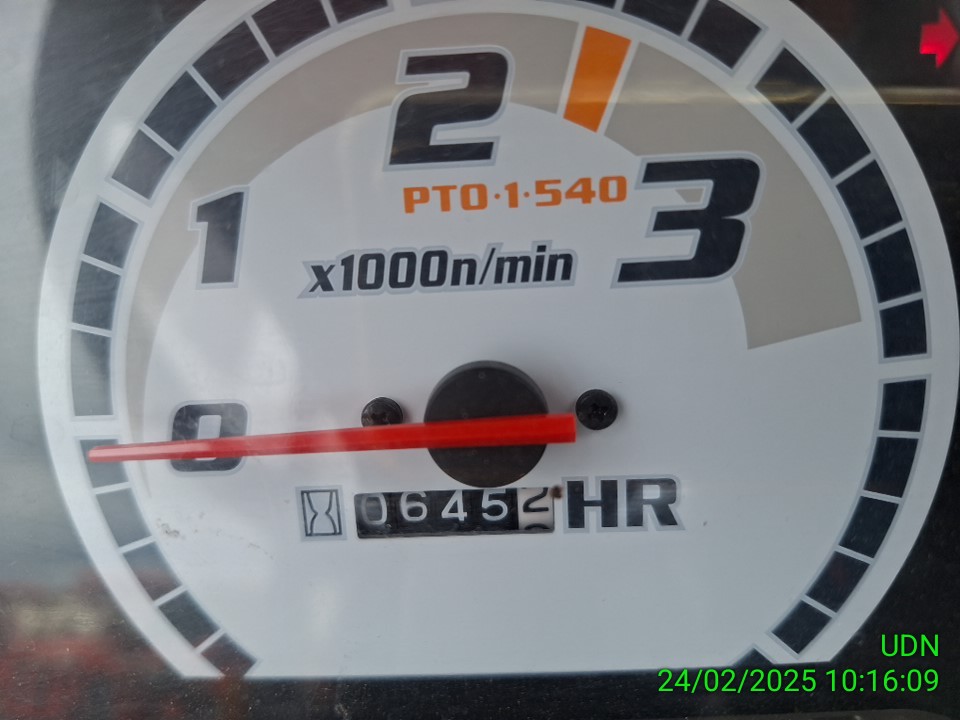 2
PTO·1·540
1
3
x1000n/min
0
06452 HR
UDN
24/02/2025 10:16:09